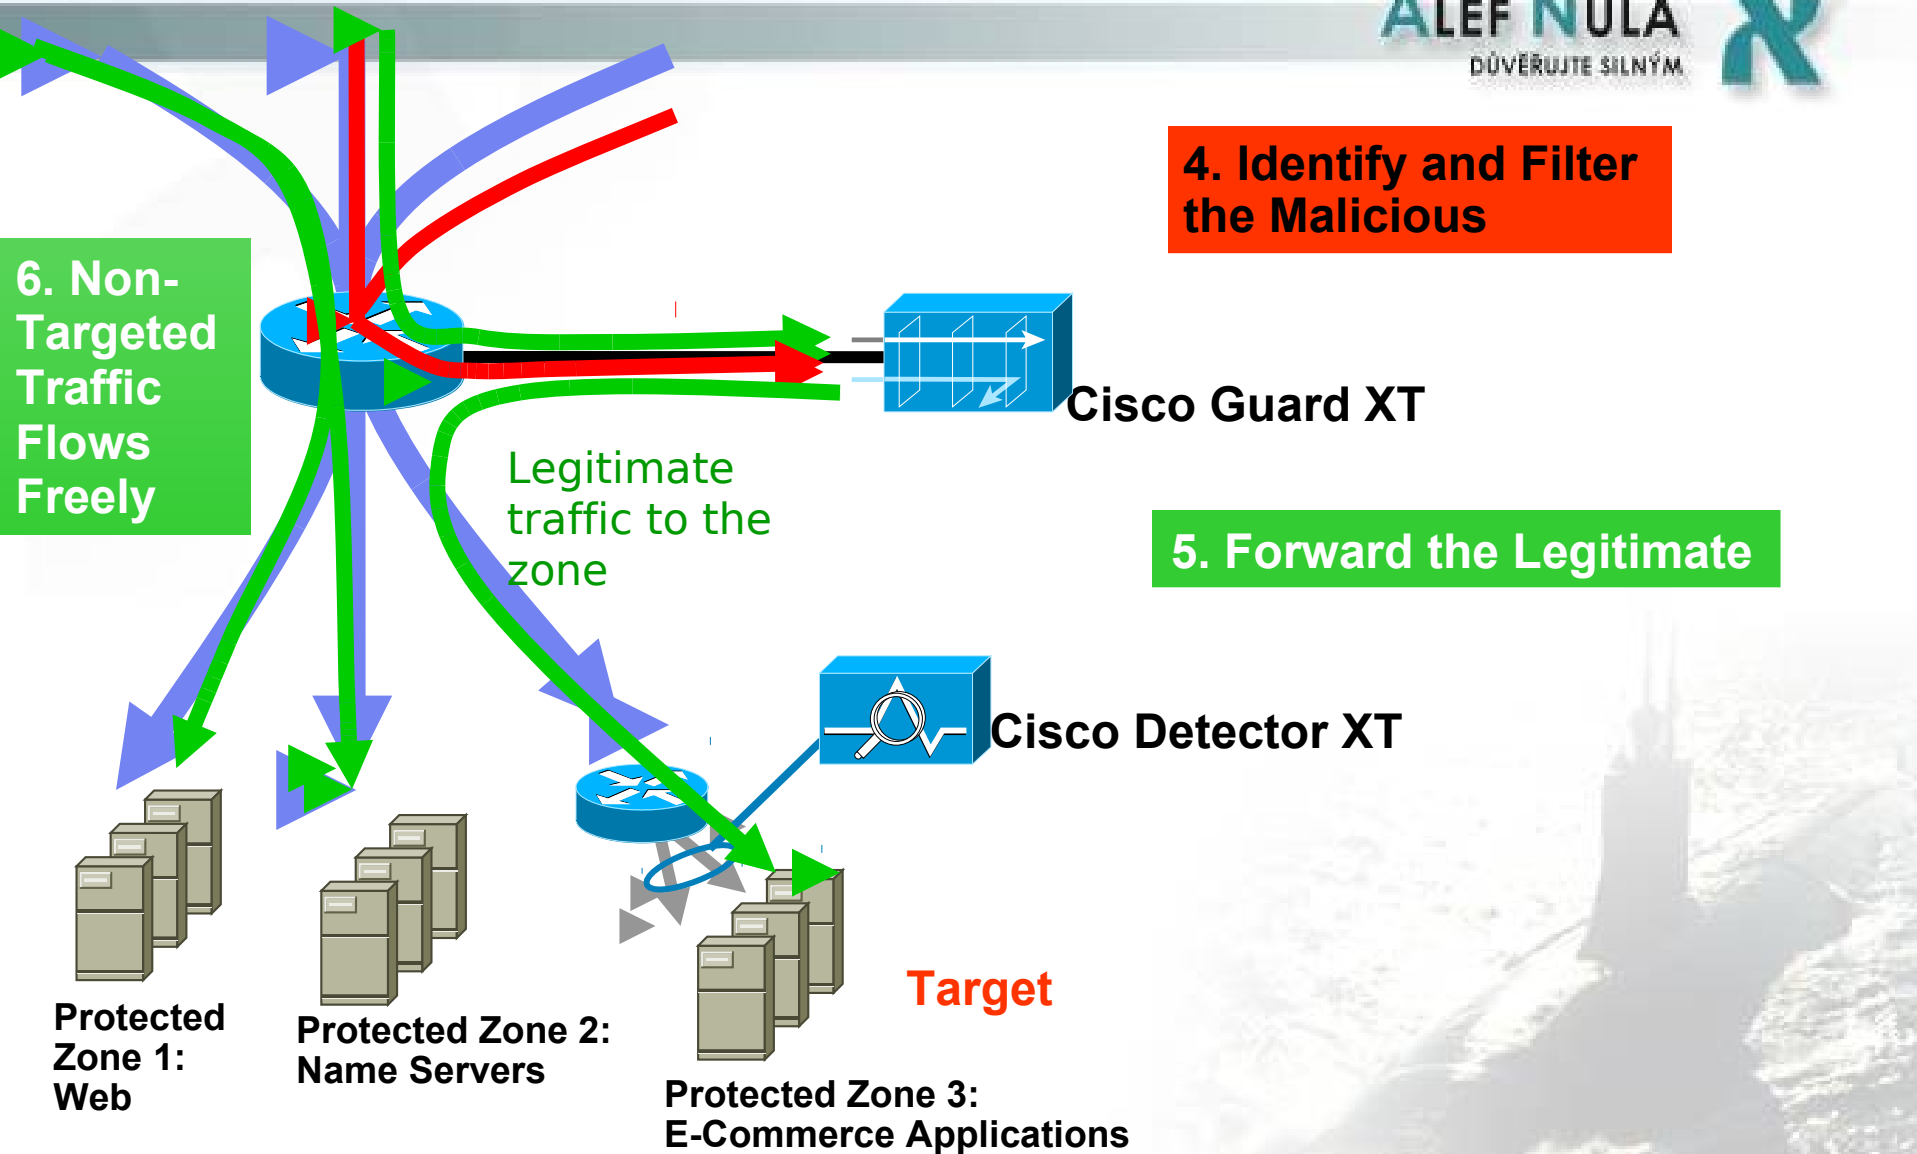 ALEF NULA
DŮVĚŘUJTE SILNÝM
4. Identify and Filter
the Malicious
6. Non-
Targeted
Traffic
Flows
Freely
Cisco Guard XT
Legitimate
traffic to the
zone
5. Forward the Legitimate
Cisco Detector XT
Target
Protected
Zone 1:
Web
Protected Zone 2:
Name Servers
Protected Zone 3:
E-Commerce Applications